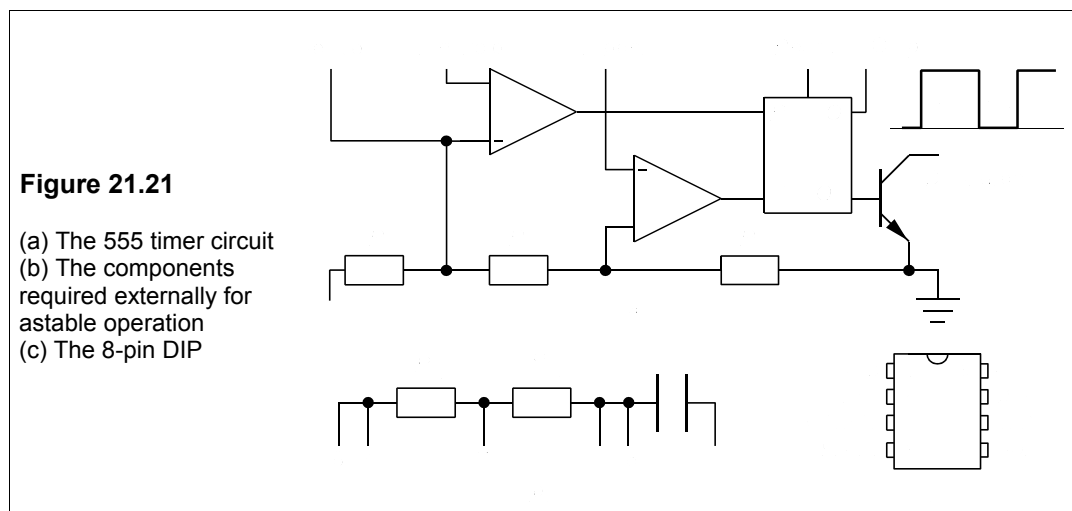 Figure 21.21
(a) The 555 timer circuit
(b) The components
required externally for
astable operation
(c) The 8-pin DIP